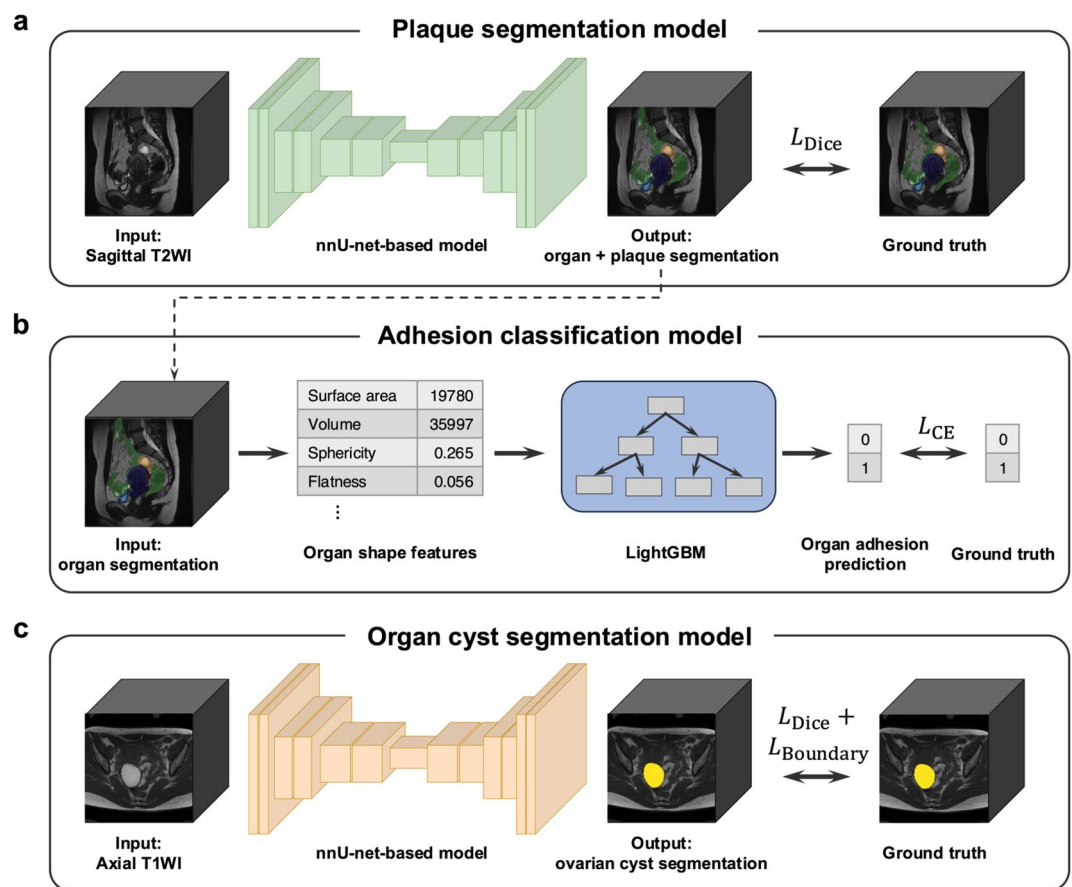 a
Plaque segmentation model
Input:
Sagittal T2WI
nnU-net-based model
Output:
organ + plaque segmentation
L_Dice
Ground truth
b
Adhesion classification model
Input:
organ segmentation
Surface area 19780
Volume 35997
Sphericity 0.265
Flatness 0.056
⋮
Organ shape features
LightGBM
0
1
Organ adhesion
prediction
L_CE
0
1
Ground truth
c
Organ cyst segmentation model
Input:
Axial T1WI
nnU-net-based model
Output:
ovarian cyst segmentation
L_Dice +
L_Boundary
Ground truth